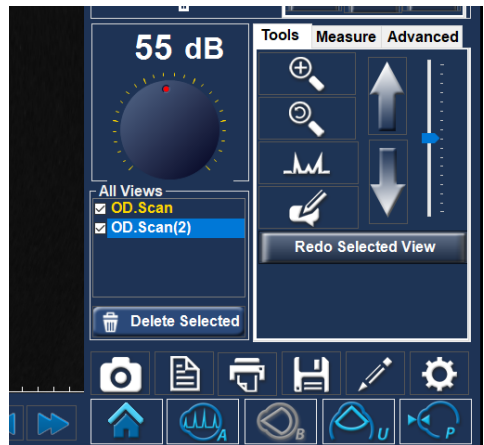 55 dB
Tools Measure Advanced
All Views
OD.Scan
OD.Scan(2)
Redo Selected View
Delete Selected
A
B
U
P